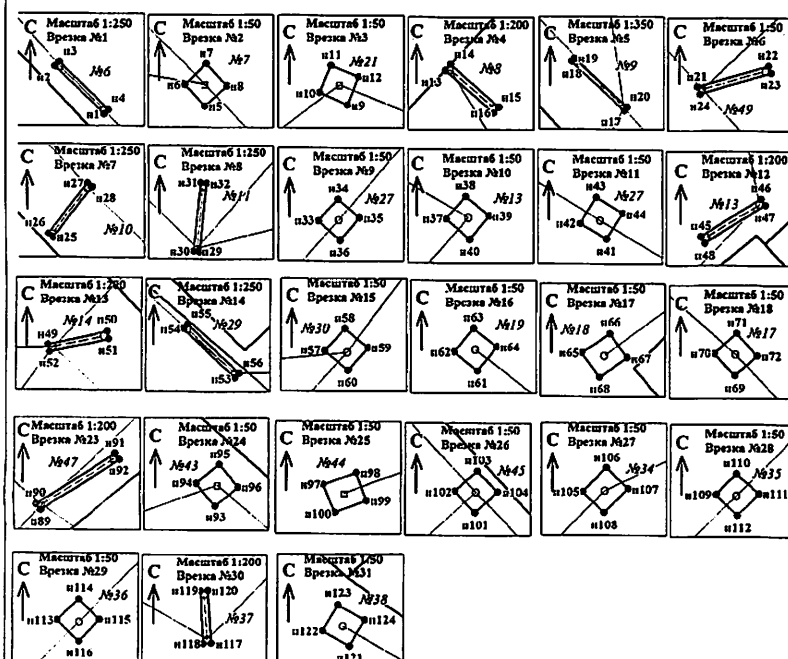 Масштаб 1:250
Врезка №1
С
н3
н2
№6
н4
н1
Масштаб 1:50
Врезка №2
С
н7
№7
н6
н8
н5
Масштаб 1:50
Врезка №3
С
н11
№21
н12
н10
н9
Масштаб 1:200
Врезка №4
С
н14
н13
№8
н15
н16
Масштаб 1:350
Врезка №5
С
н19
н18
№9
н20
н17
Масштаб 1:50
Врезка №6
С
н22
н21
н23
н24
№49
Масштаб 1:250
Врезка №7
С
н27
н28
н26
н25
№10
Масштаб 1:250
Врезка №8
С
н31 н32
№11
н30 н29
Масштаб 1:50
Врезка №9
С
н34
№27
н33
н35
н36
Масштаб 1:50
Врезка №10
С
н38
№13
н37
н39
н40
Масштаб 1:50
Врезка №11
С
н43
№27
н44
н42
н41
Масштаб 1:200
Врезка №12
С
н46
№13
н47
н45
н48
Врезка №13
С
№14
н50
н49
н51
н52
Масштаб 1:250
Врезка №14
С
н55
н54
№29
н56
н53
Масштаб 1:50
Врезка №15
С
н58
№30
н57
н59
н60
Масштаб 1:50
Врезка №16
С
н63
№19
н62
н64
н61
Масштаб 1:50
Врезка №17
С
н66
№18
н65
н67
н68
Масштаб 1:50
Врезка №18
С
н71
№17
н70
н72
н69
Масштаб 1:200
Врезка №23
С
н91
№47
н92
н90
н89
Масштаб 1:50
Врезка №24
С
н95
№43
н94
н96
н93
Масштаб 1:50
Врезка №25
С
№44
н98
н97
н99
н100
Масштаб 1:50
Врезка №26
С
н103
№45
н102
н104
н101
Масштаб 1:50
Врезка №27
С
н106
№34
н105
н107
н108
Масштаб 1:50
Врезка №28
С
н110
№35
н109
н111
н112
Масштаб 1:50
Врезка №29
С
н114
№36
н113
н115
н116
Масштаб 1:200
Врезка №30
С
н119 н120
№37
н118 н117
Масштаб 1:50
Врезка №31
С
н123
№38
н124
н122
н121